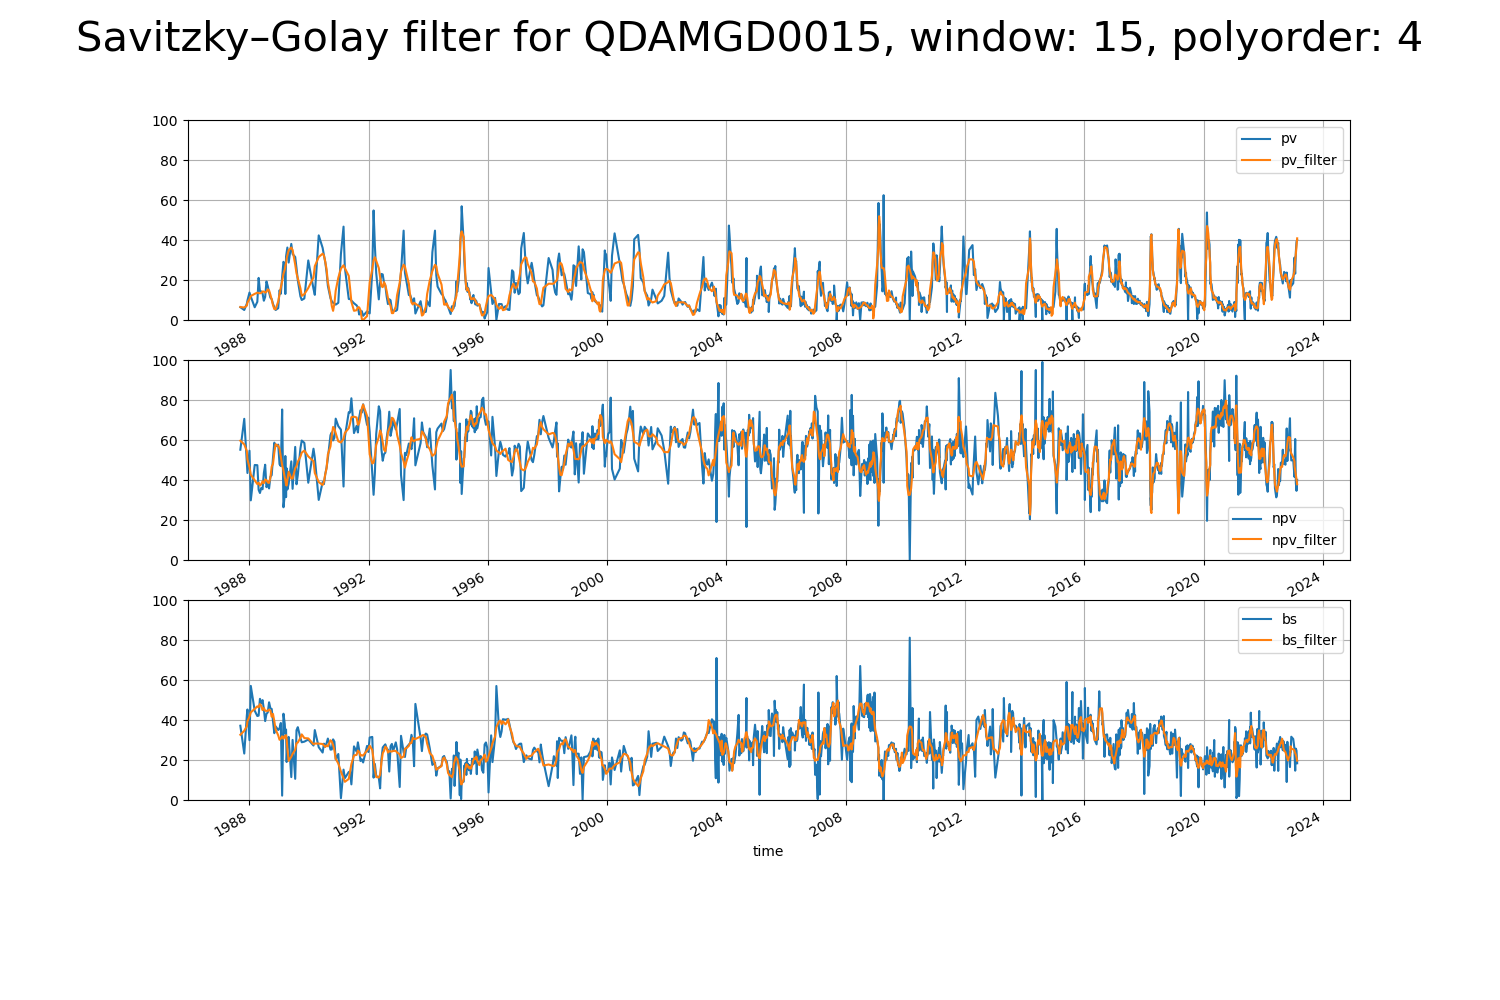 Savitzky–Golay filter for QDAMGD0015, window: 15, polyorder: 4
100
80
60
40
20
0
pv
pv_filter
1988 1992 1996 2000 2004 2008 2012 2016 2020 2024
100
80
60
40
20
0
npv
npv_filter
1988 1992 1996 2000 2004 2008 2012 2016 2020 2024
100
80
60
40
20
0
bs
bs_filter
1988 1992 1996 2000 2004 2008 2012 2016 2020 2024
time